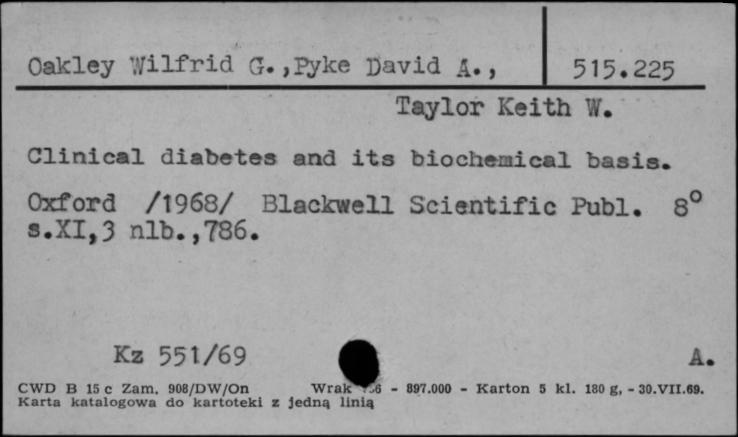 Oakley Wilfrid G.,Pyke David A., 515.225
Taylor Keith W.
Clinical diabetes and its biochemical basis.
Oxford /1968/ Blackwell Scientific Publ. 8°
s.XI,3 nlb.,786.
Kz 551/69 A.
CWD B 15 c Zam. 908/DW/On Wrak - 897.000 - Karton 5 kl. 180 g, - 30.VII.69.
Karta katalogowa do kartoteki z jedną linią